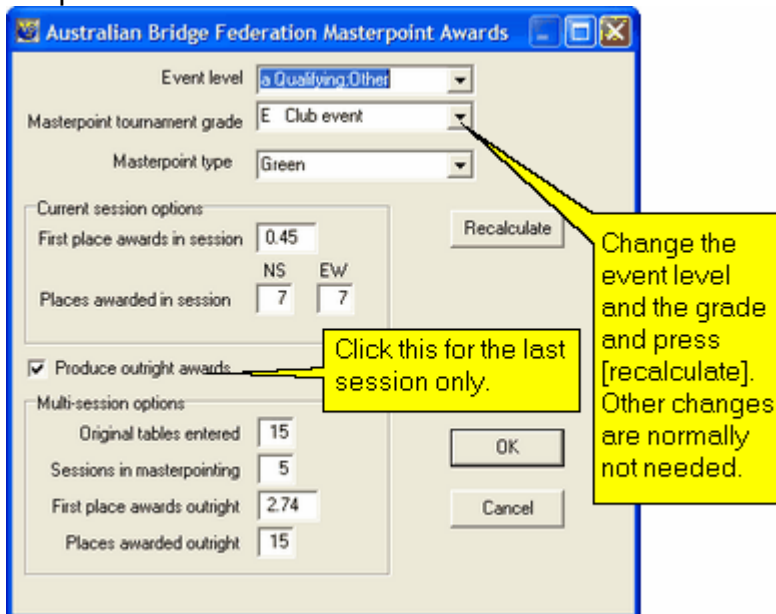 Australian Bridge Federation Masterpoint Awards
Event level a Qualifying;Other
Masterpoint tournament grade E Club event
Masterpoint type Green
Current session options
First place awards in session 0.45
Recalculate
NS EW
Places awarded in session 7 7
Change the
event level
and the grade
and press
[recalculate].
Other changes
are normally
not needed.
Produce outright awards
Click this for the last
session only.
Multi-session options
Original tables entered 15
Sessions in masterpointing 5
First place awards outright 2.74
Places awarded outright 15
OK
Cancel